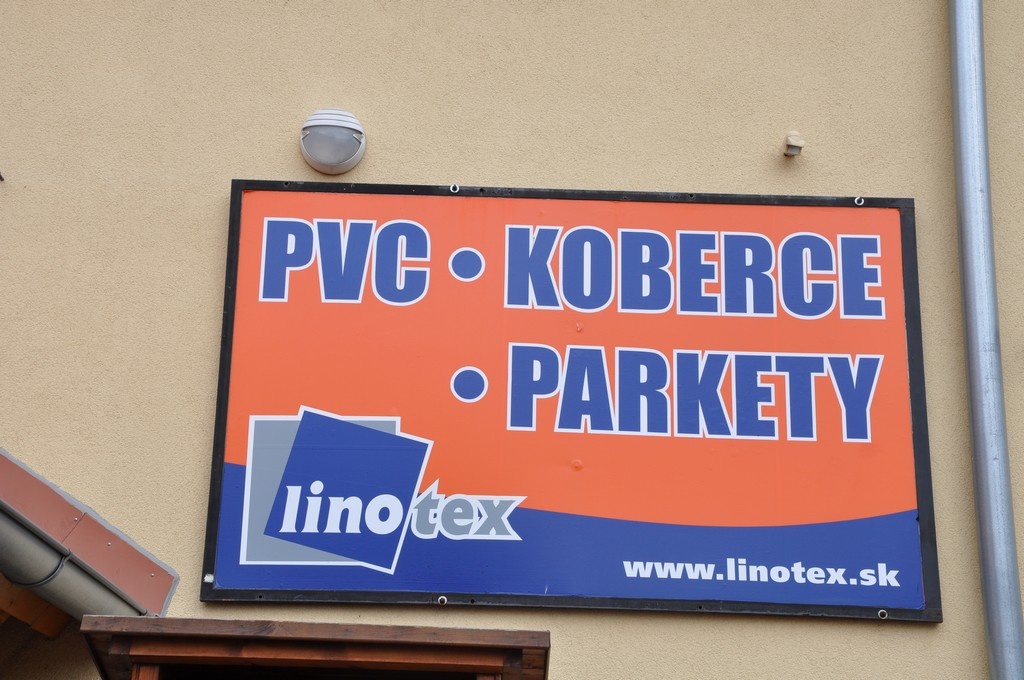 PVC • KOBERCE
• PARKETY
linotex
www.linotex.sk